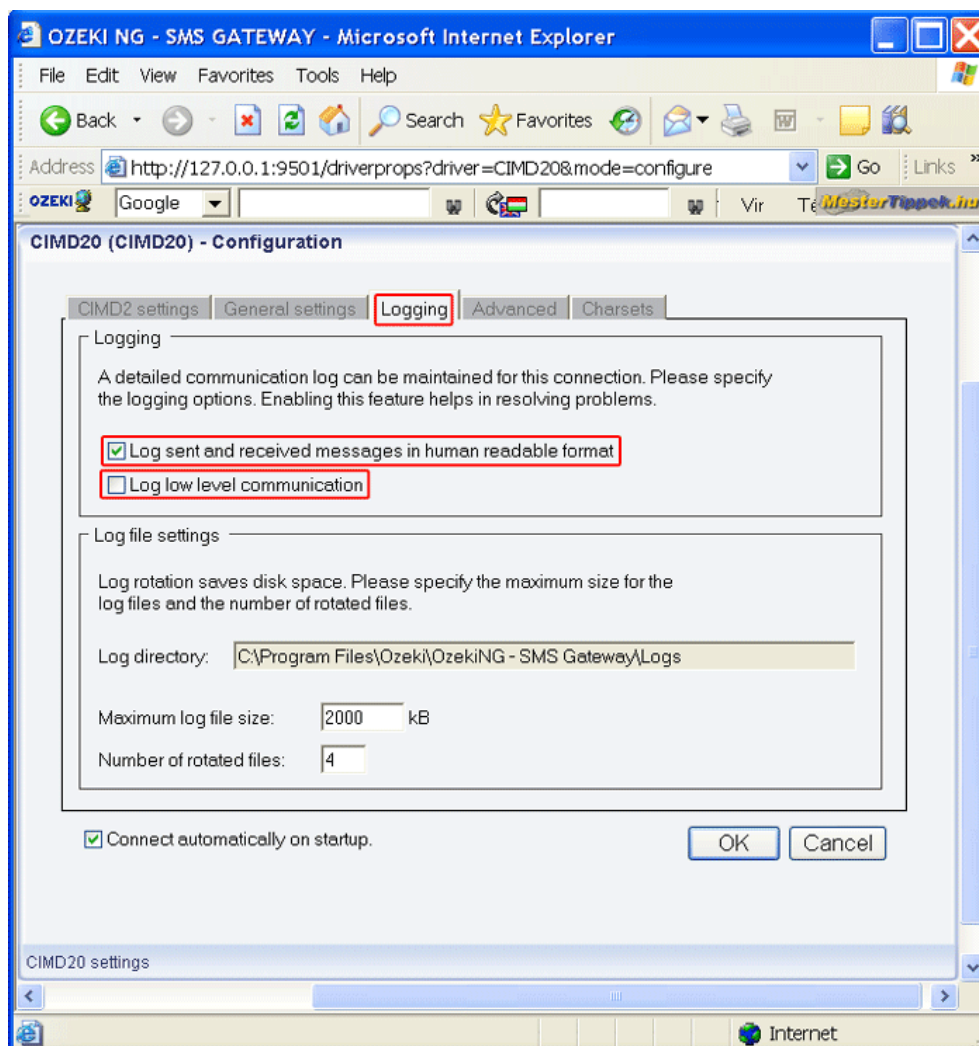 OZEKI NG - SMS GATEWAY - Microsoft Internet Explorer
File Edit View Favorites Tools Help
Back Search Favorites
Address http://127.0.0.1:9501/driverprops?driver=CIMD20&mode=configure Go Links »
OZEKI Google Vir MesterTippek.hu
CIMD20 (CIMD20) - Configuration
CIMD2 settings General settings Logging Advanced Charsets
Logging
A detailed communication log can be maintained for this connection. Please specify
the logging options. Enabling this feature helps in resolving problems.
Log sent and received messages in human readable format
Log low level communication
Log file settings
Log rotation saves disk space. Please specify the maximum size for the
log files and the number of rotated files.
Log directory: C:\Program Files\Ozeki\OzekiNG - SMS Gateway\Logs
Maximum log file size: 2000 kB
Number of rotated files: 4
Connect automatically on startup.
OK Cancel
CIMD20 settings
Internet